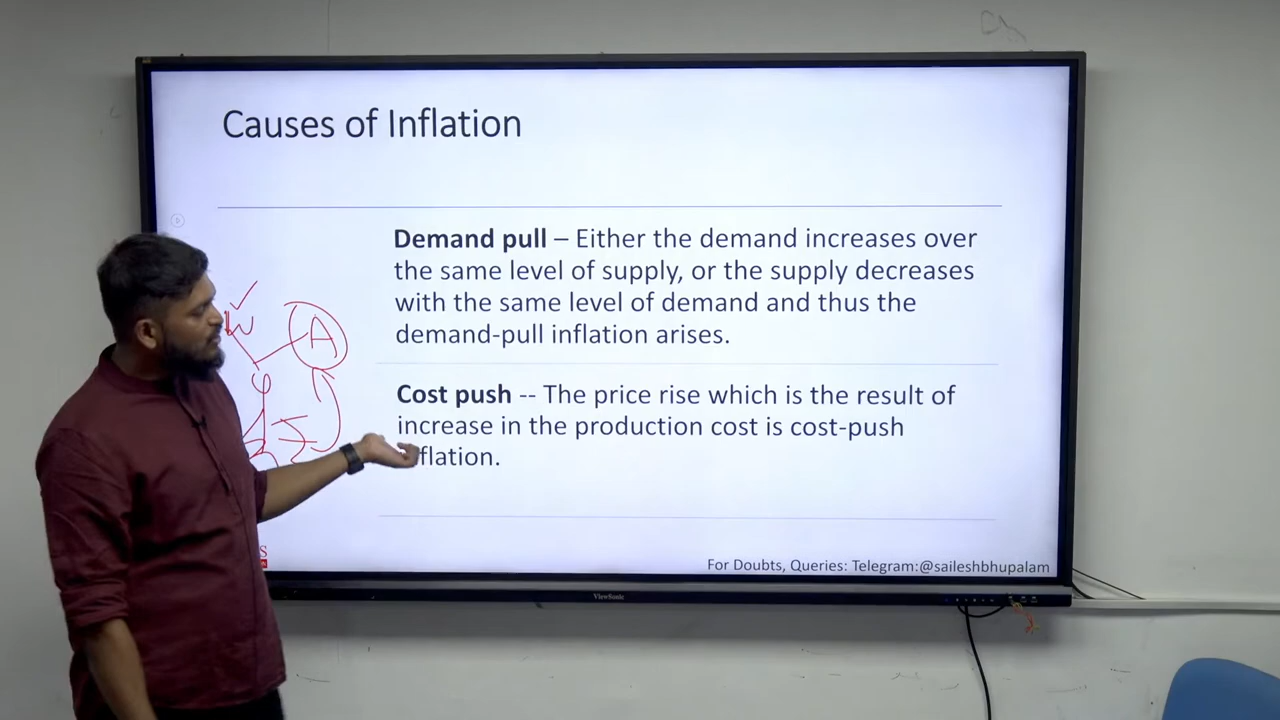 Causes of Inflation
Demand pull – Either the demand increases over
the same level of supply, or the supply decreases
with the same level of demand and thus the
demand-pull inflation arises.
W
A
Cost push -- The price rise which is the result of
increase in the production cost is cost-push
flation.
S
For Doubts, Queries: Telegram:@saileshbhupalam
ViewSonic